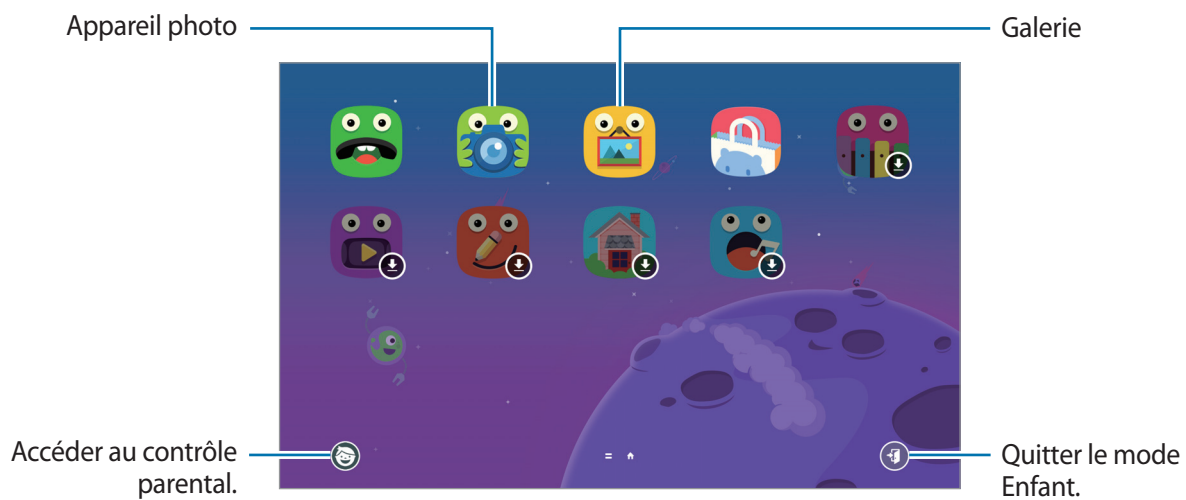 Appareil photo
Galerie
Accéder au contrôle
parental.
Quitter le mode
Enfant.